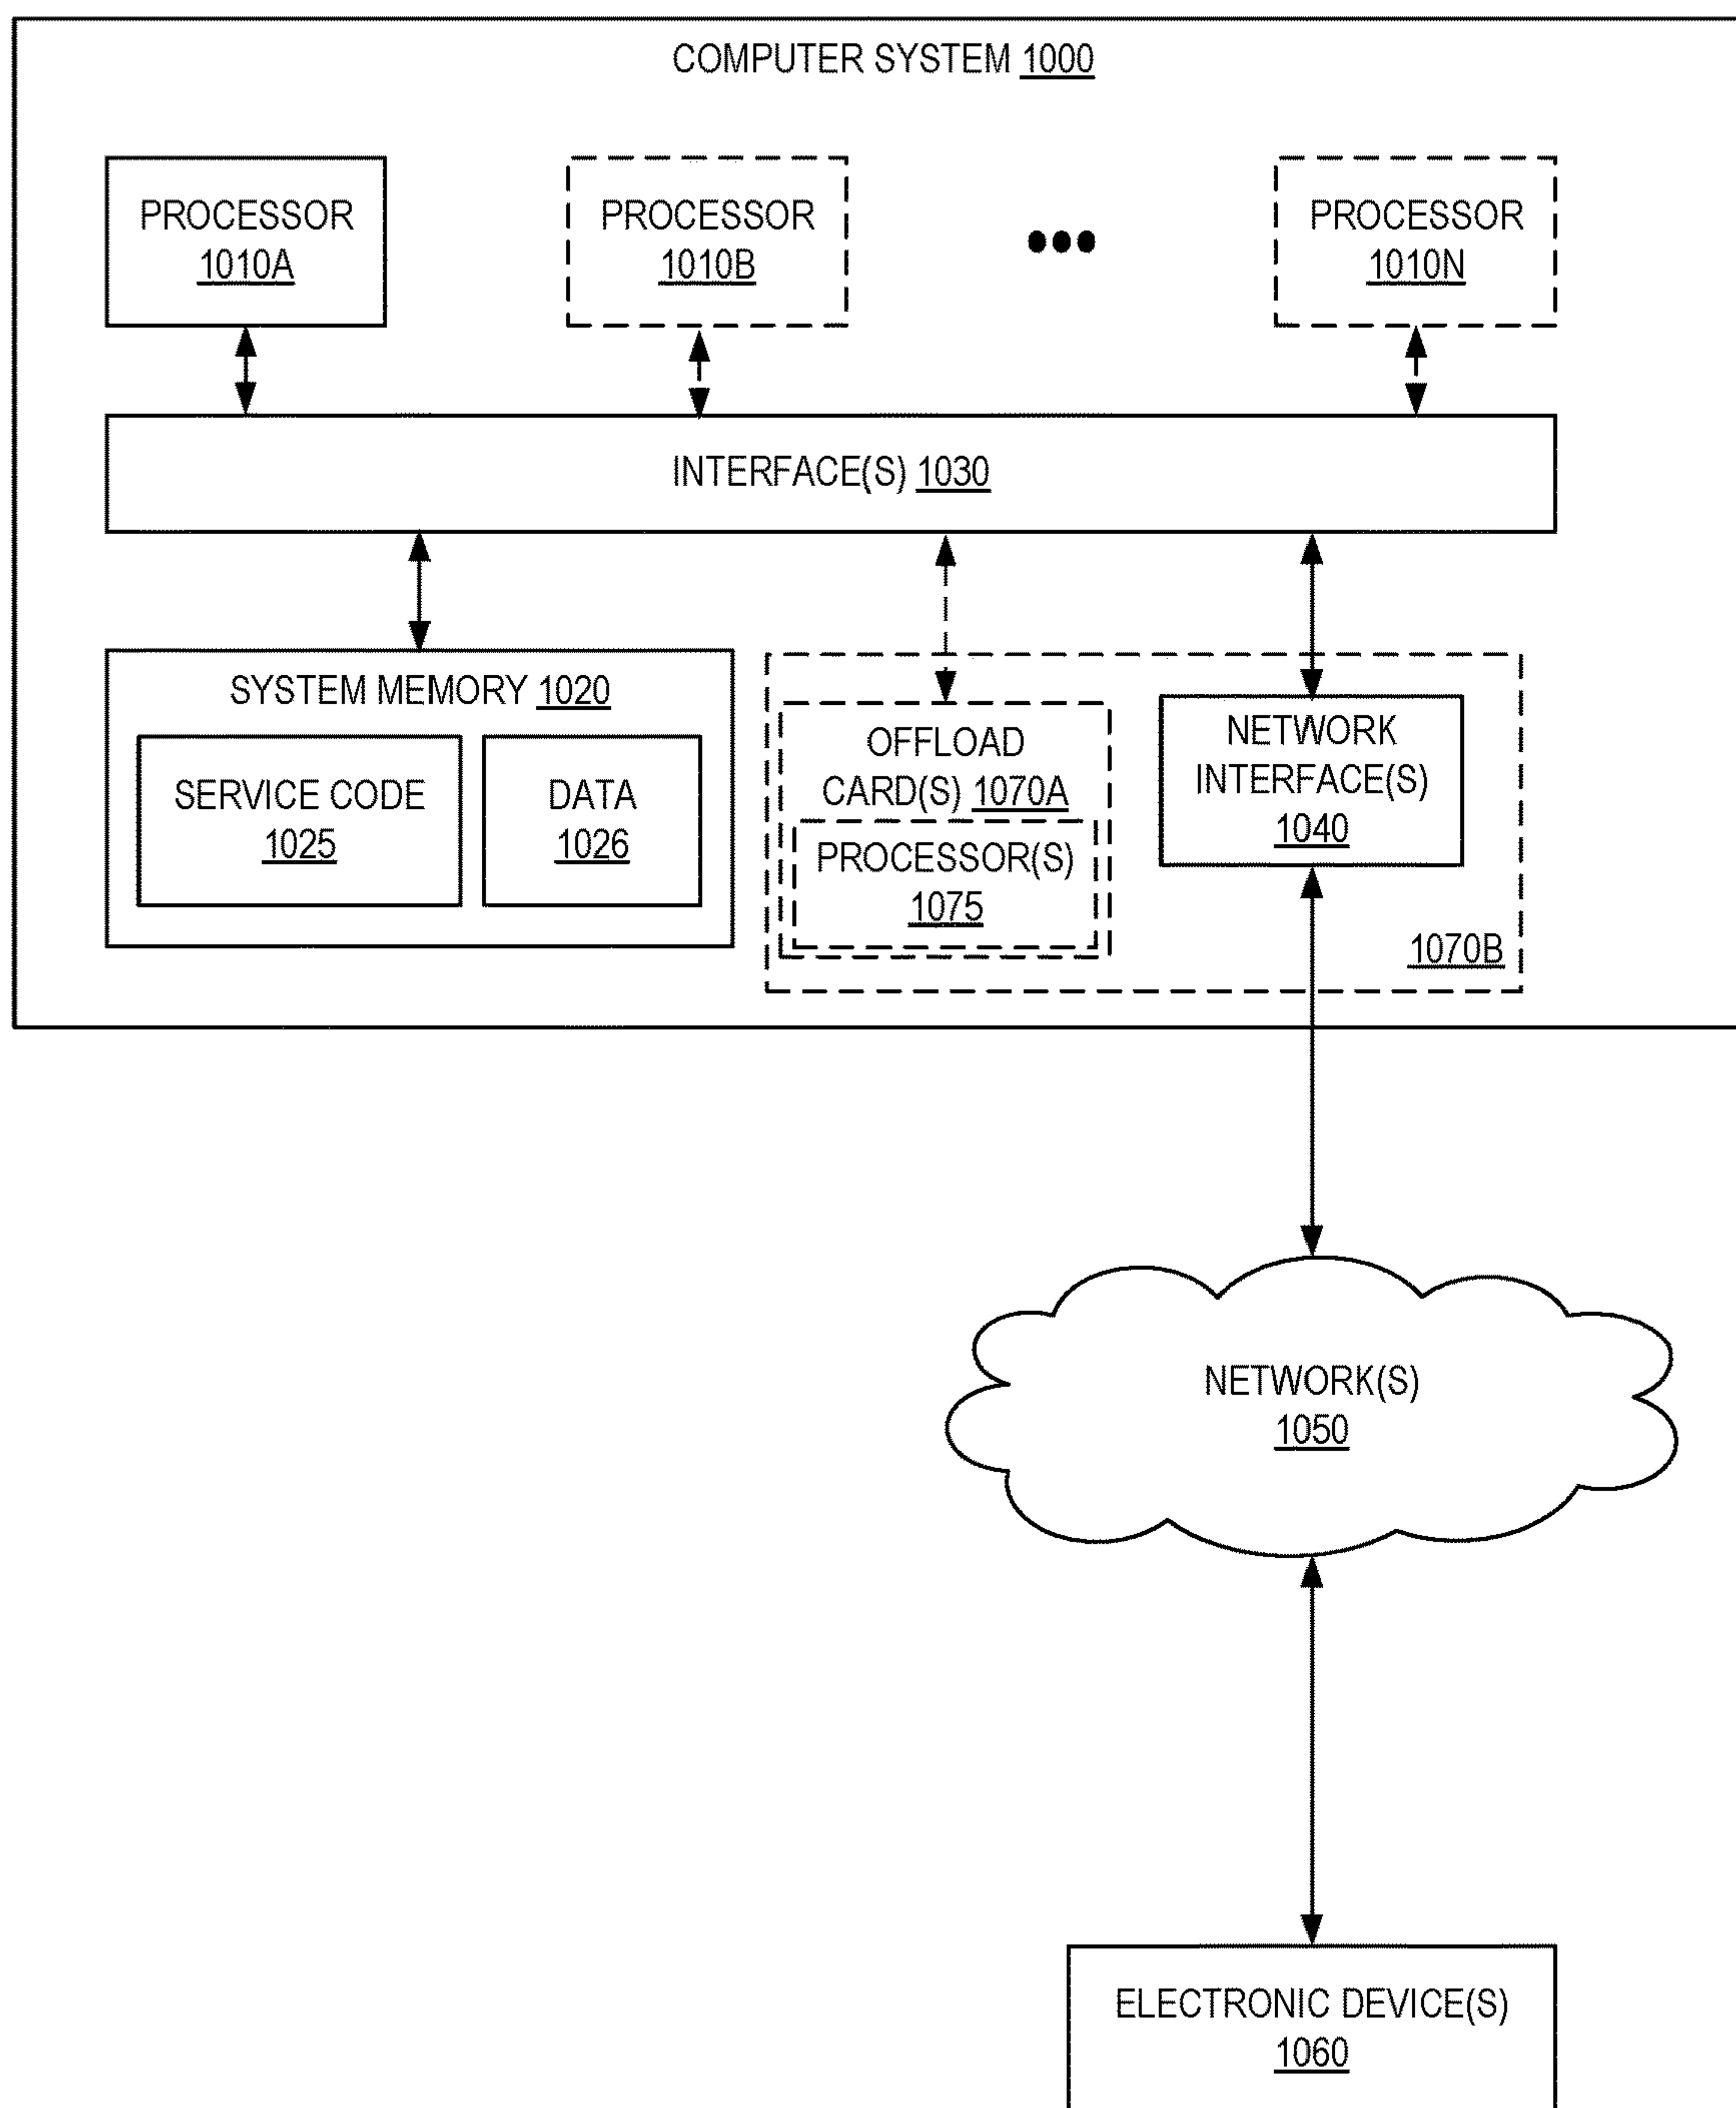 COMPUTER SYSTEM 1000
PROCESSOR
1010A
PROCESSOR
1010B
PROCESSOR
1010N
INTERFACE(S) 1030
SYSTEM MEMORY 1020
SERVICE CODE
1025
DATA
1026
OFFLOAD
CARD(S) 1070A
PROCESSOR(S)
1075
NETWORK
INTERFACE(S)
1040
1070B
NETWORK(S)
1050
ELECTRONIC DEVICE(S)
1060